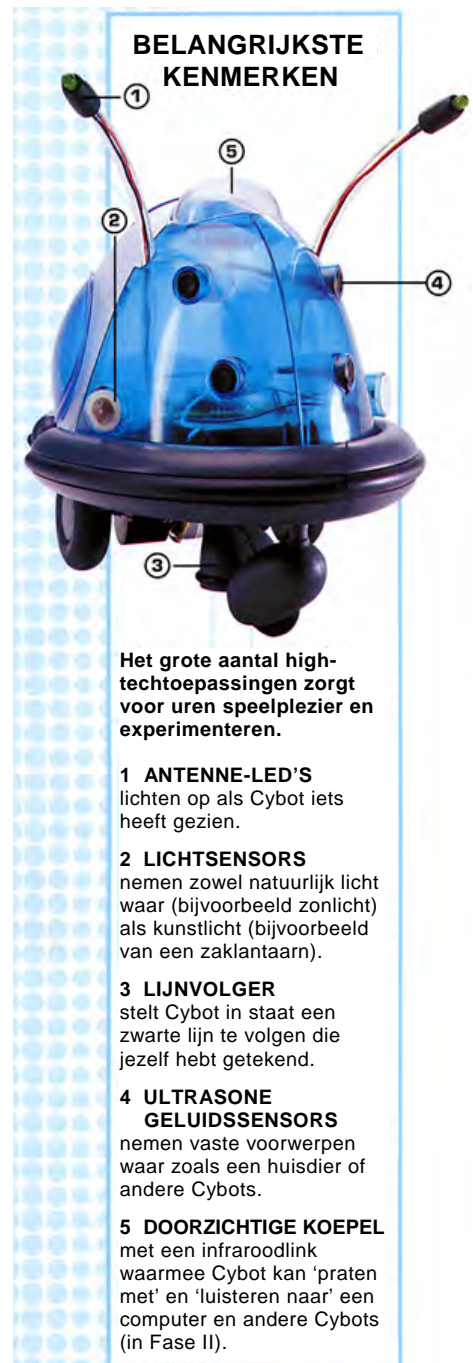 BELANGRIJKSTE
KENMERKEN
1
5
2
4
3
Het grote aantal high-
techtoepassingen zorgt
voor uren speelplezier en
experimenteren.
1 ANTENNE-LED'S
lichten op als Cybot iets
heeft gezien.
2 LICHTSENSORS
nemen zowel natuurlijk licht
waar (bijvoorbeeld zonlicht)
als kunstlicht (bijvoorbeeld
van een zaklantaarn).
3 LIJNVOLGER
stelt Cybot in staat een
zwarte lijn te volgen die
jezelf hebt getekend.
4 ULTRASONE
GELUIDSSENSORS
nemen vaste voorwerpen
waar zoals een huisdier of
andere Cybots.
5 DOORZICHTIGE KOEPEL
met een infraroodlink
waarmee Cybot kan ‘praten
met’ en ‘luisteren naar’ een
computer en andere Cybots
(in Fase II).